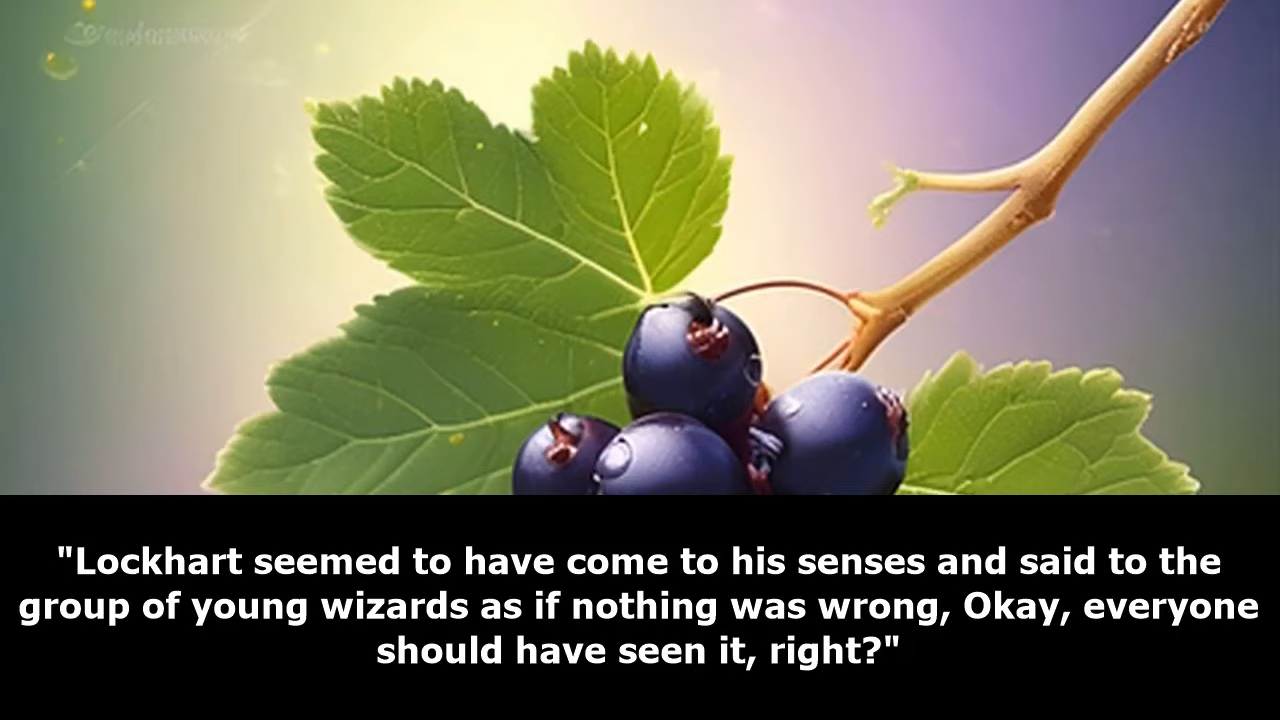 "Lockhart seemed to have come to his senses and said to the
group of young wizards as if nothing was wrong, Okay, everyone
should have seen it, right?"